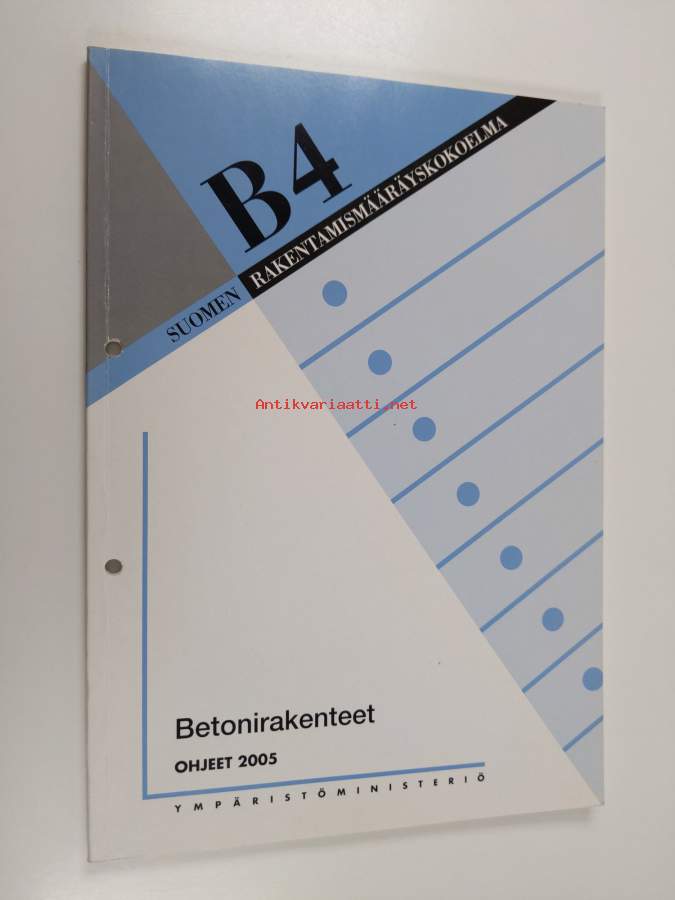 B4
SUOMEN RAKENTAMISMÄÄRÄYSKOKOELMA
Antikvariaatti.net
Betonirakenteet
OHJEET 2005
YMPÄRISTÖMINISTERIÖ